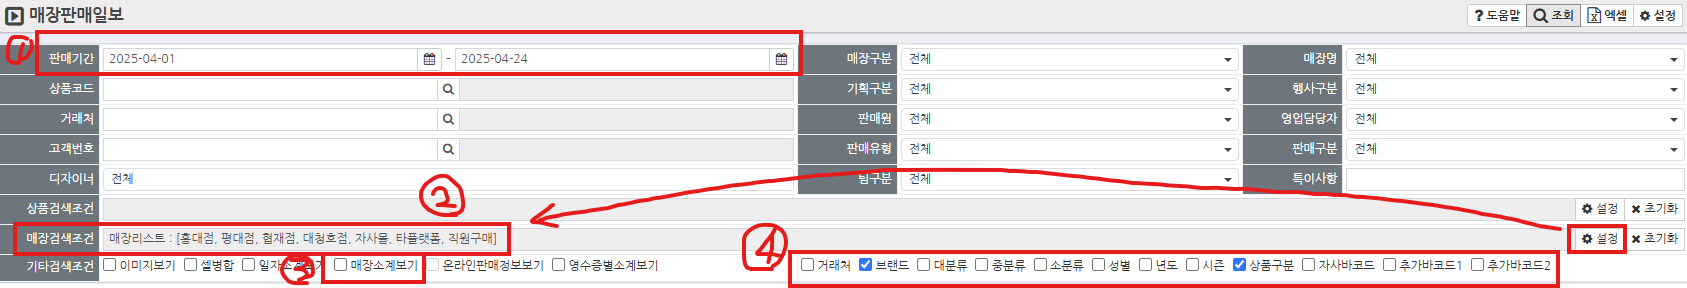 매장판매일보 ? 도움말 조회 엑셀 설정
① 판매기간 2025-04-01 - 2025-04-24 매장구분 전체 매장명 전체
상품코드 기획구분 전체 행사구분 전체
거래처 판매원 전체 영업담당자 전체
고객번호 판매유형 전체 판매구분 전체
디자이너 전체 팀구분 전체 특이사항
②
상품검색조건 설정 초기화
매장검색조건 매장리스트 : [홍대점, 평대점, 협재점, 대청호점, 자사몰, 타플랫폼, 직원구매] 설정 초기화
기타검색조건 이미지보기 셀병합 ③ 매장소계보기 온라인판매정보보기 영수증별소계보기 ④ 거래처 브랜드 대분류 중분류 소분류 성별 년도 시즌 상품구분 자사바코드 추가바코드1 추가바코드2